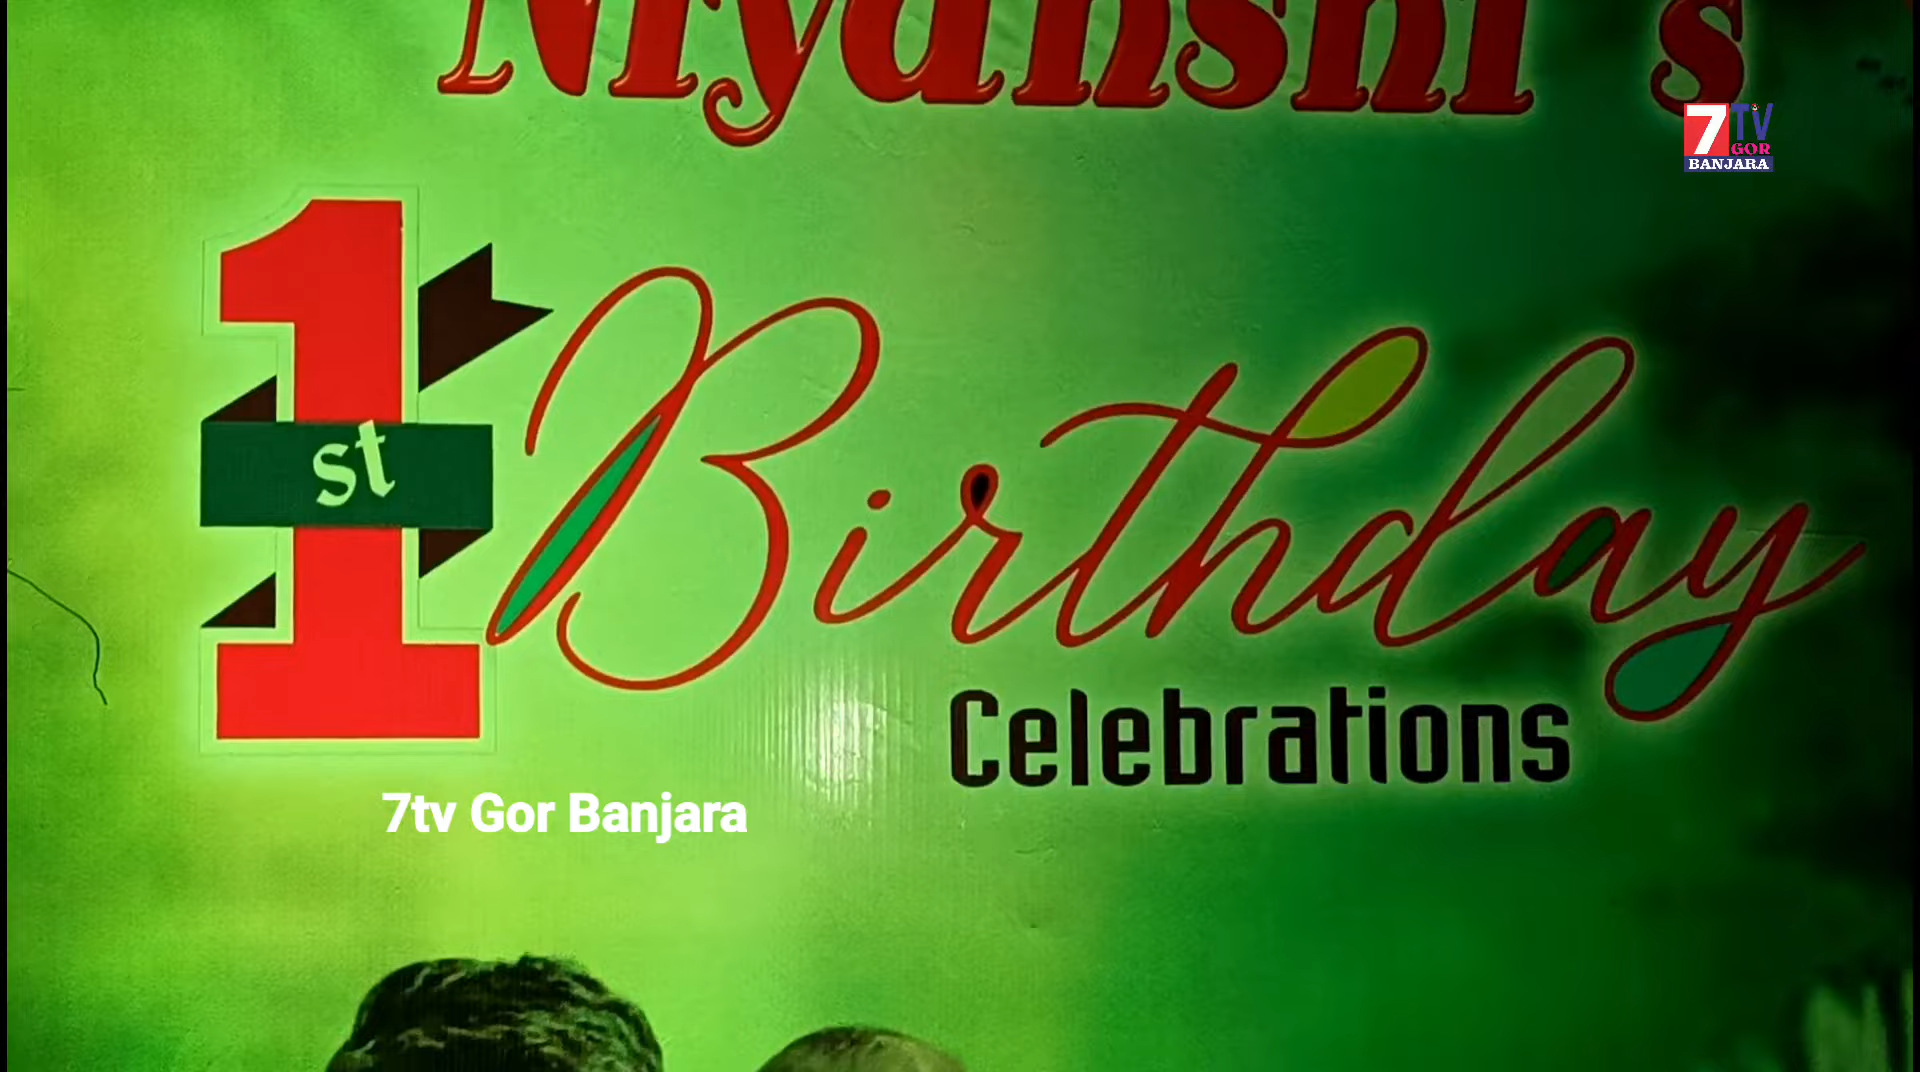 Niyanshi's
7TV
GOR
BANJARA
1st Birthday
Celebrations
7tv Gor Banjara